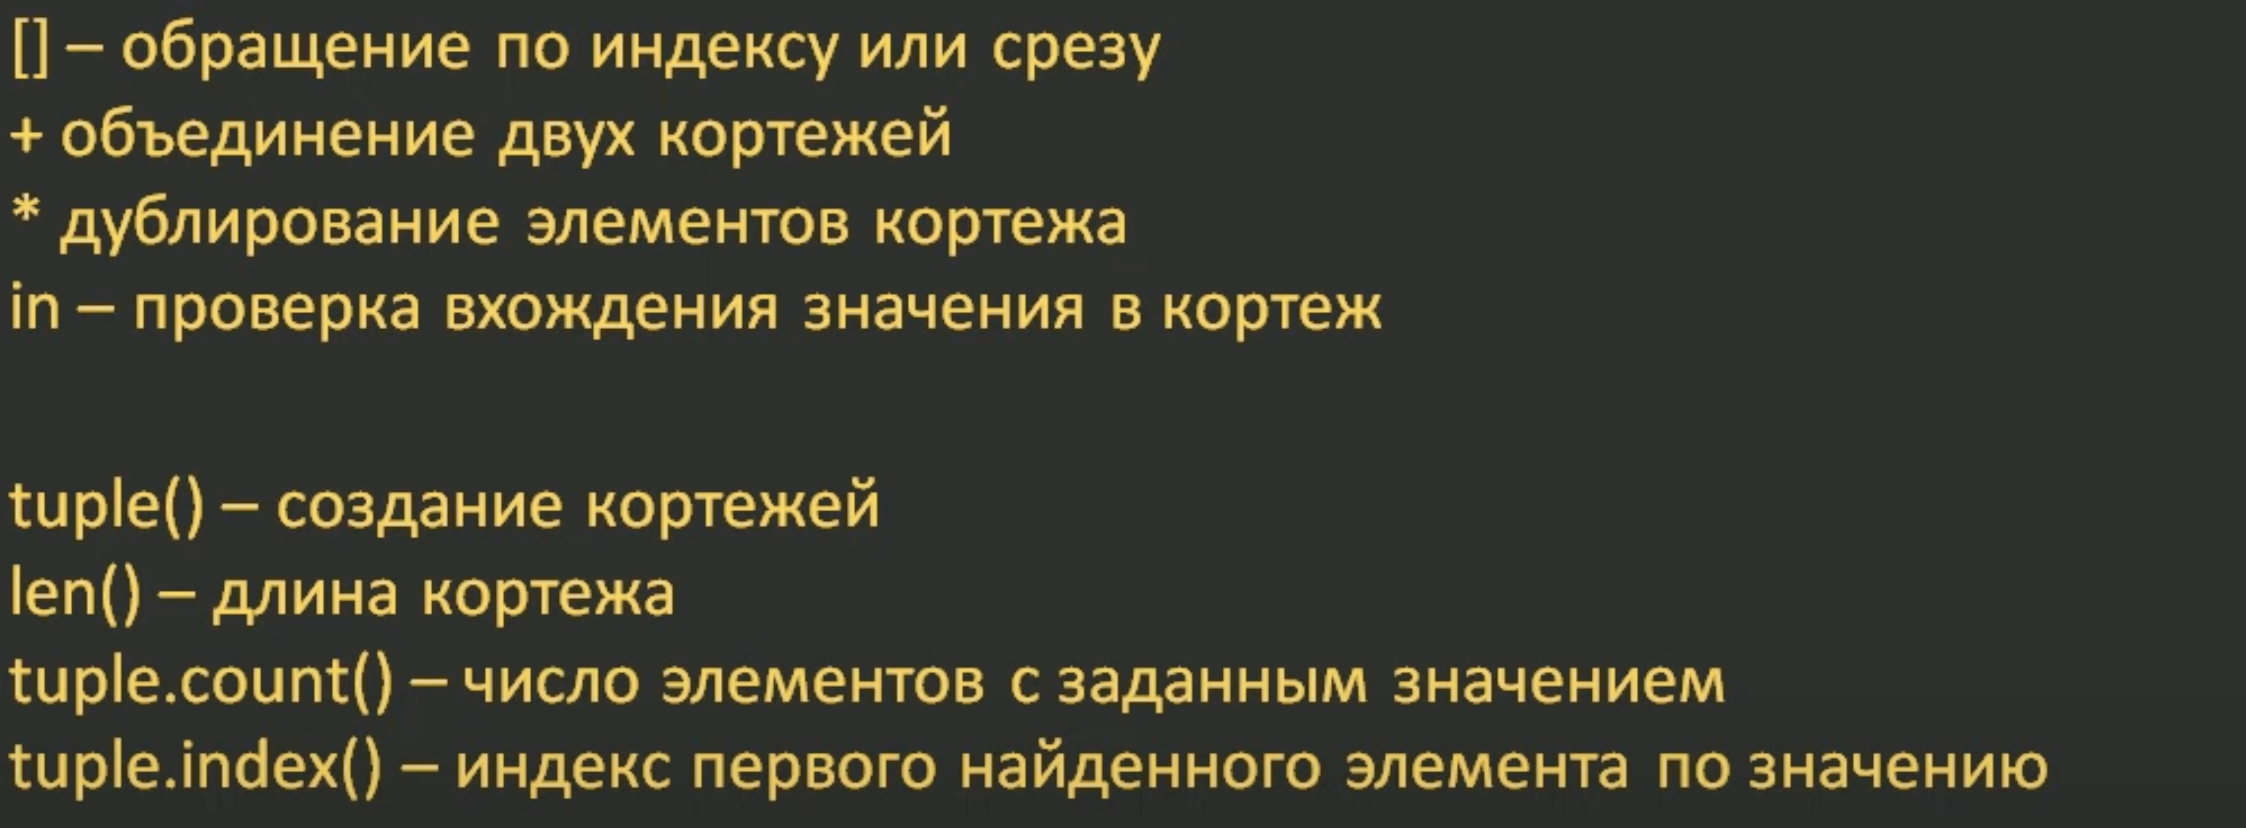 [] – обращение по индексу или срезу
+ объединение двух кортежей
* дублирование элементов кортежа
in – проверка вхождения значения в кортеж
tuple() – создание кортежей
len() – длина кортежа
tuple.count() – число элементов с заданным значением
tuple.index() – индекс первого найденного элемента по значению